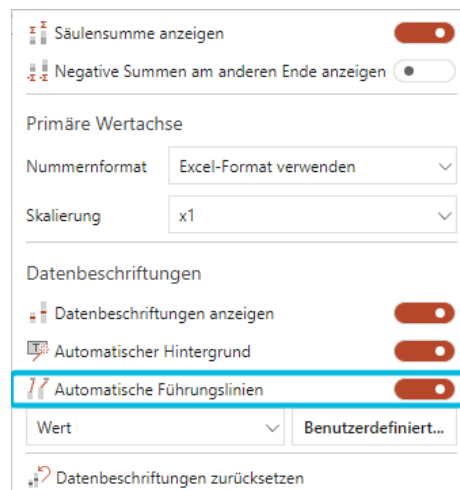 Säulensumme anzeigen
Negative Summen am anderen Ende anzeigen
Primäre Wertachse
Nummernformat Excel-Format verwenden
Skalierung x1
Datenbeschriftungen
Datenbeschriftungen anzeigen
Automatischer Hintergrund
Automatische Führungslinien
Wert Benutzerdefiniert...
Datenbeschriftungen zurücksetzen